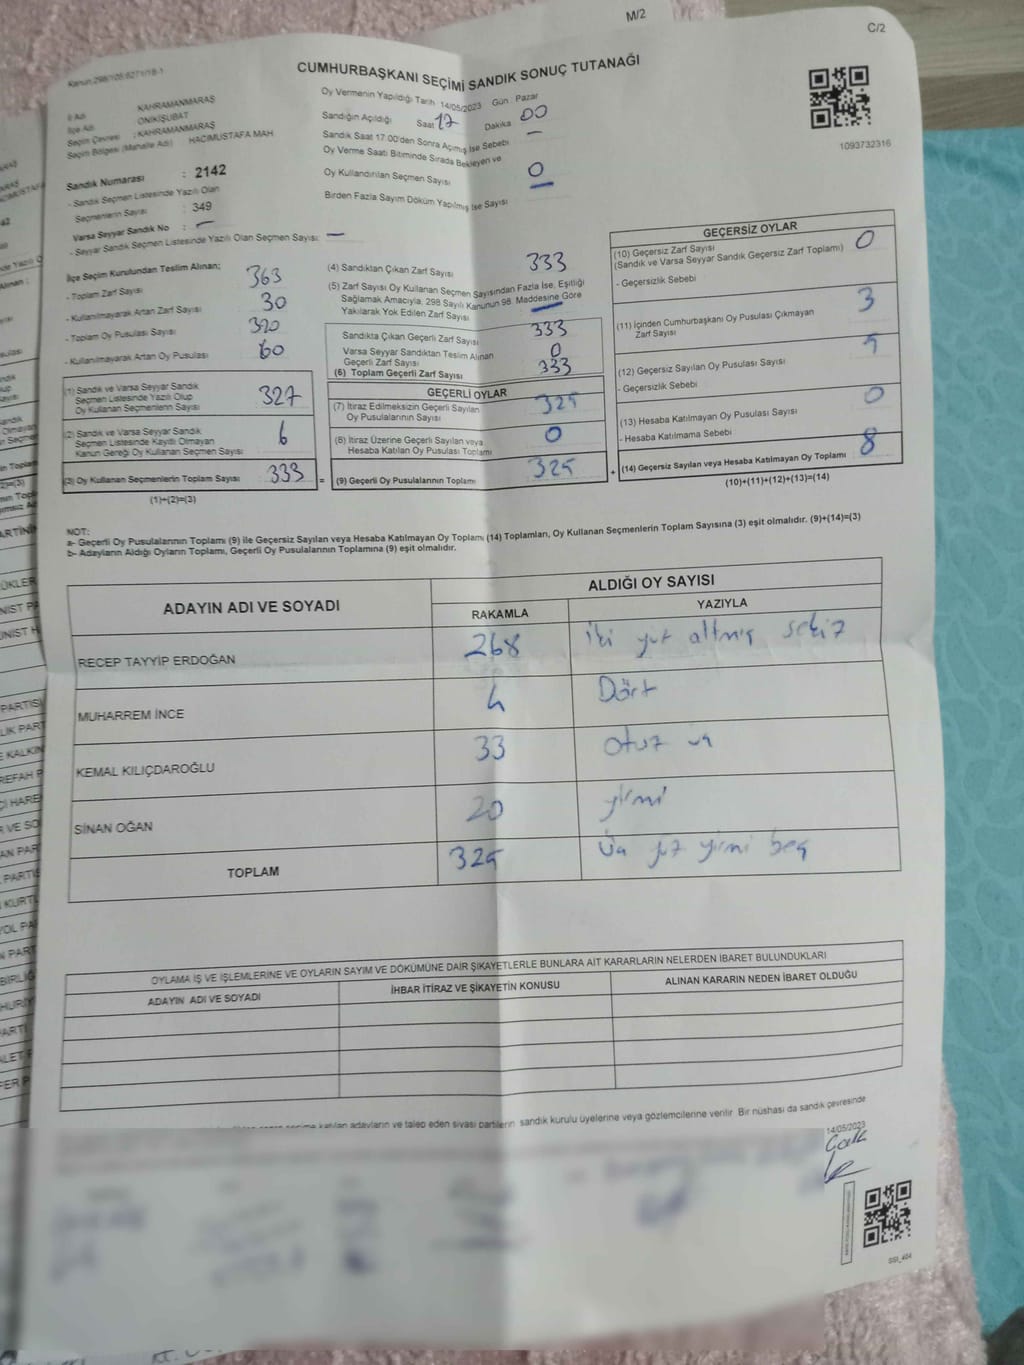 M/2
C/2
Kanun:298/105;6271/18-1
CUMHURBAŞKANI SEÇİMİ SANDIK SONUÇ TUTANAĞI
İl Adı KAHRAMANMARAŞ
İlçe Adı ONİKİŞUBAT
Seçim Çevresi : KAHRAMANMARAŞ
Seçim Bölgesi (Mahalle Adı) HACIMUSTAFA MAH
Sandık Numarası : 2142
- Sandık Seçmen Listesinde Yazılı Olan
Seçmenlerin Sayısı : 349
Varsa Seyyar Sandık No : —
- Seyyar Sandık Seçmen Listesinde Yazılı Olan Seçmen Sayısı: —
Oy Vermenin Yapıldığı Tarih 14/05/2023 Gün : Pazar
Sandığın Açıldığı Saat 17 Dakika 00
Sandık Saat 17.00'den Sonra Açımış İse Sebebi —
Oy Verme Saati Bitiminde Sırada Bekleyen ve
Oy Kullandırılan Seçmen Sayısı 0
Birden Fazla Sayım Döküm Yapılmış İse Sayısı —
1093732316
İlçe Seçim Kurulundan Teslim Alınan;
- Toplam Zarf Sayısı 363
- Kullanılmayarak Artan Zarf Sayısı 30
- Toplam Oy Pusulası Sayısı
- Kullanılmayarak Artan Oy Pusulası 60
(1) Sandık ve Varsa Seyyar Sandık
Seçmen Listesinde Yazılı Olup
Oy Kullanan Seçmenlerin Sayısı 327
(2) Sandık ve Varsa Seyyar Sandık
Seçmen Listesinde Kayıtlı Olmayan
Kanun Gereği Oy Kullanan Seçmen Sayısı 6
(3) Oy Kullanan Seçmenlerin Toplam Sayısı 333 =
(1)+(2)=(3)
(4) Sandıktan Çıkan Zarf Sayısı 333
(5) Zarf Sayısı Oy Kullanan Seçmen Sayısından Fazla İse, Eşitliği
Sağlamak Amacıyla, 298 Sayılı Kanunun 98. Maddesine Göre
Yakılarak Yok Edilen Zarf Sayısı —
Sandıkta Çıkan Geçerli Zarf Sayısı 333
Varsa Seyyar Sandıktan Teslim Alınan
Geçerli Zarf Sayısı 0
(6) Toplam Geçerli Zarf Sayısı 333
GEÇERLİ OYLAR
(7) İtiraz Edilmeksizin Geçerli Sayılan
Oy Pusulalarının Sayısı 325
(8) İtiraz Üzerine Geçerli Sayılan veya
Hesaba Katılan Oy Pusulası Toplamı 0
(9) Geçerli Oy Pusulalarının Toplamı 325 +
GEÇERSİZ OYLAR
(10) Geçersiz Zarf Sayısı 0
(Sandık ve Varsa Seyyar Sandık Geçersiz Zarf Toplamı)
- Geçersizlik Sebebi
(11) İçinden Cumhurbaşkanı Oy Pusulası Çıkmayan
Zarf Sayısı 3
(12) Geçersiz Sayılan Oy Pusulası Sayısı 5
- Geçersizlik Sebebi
(13) Hesaba Katılmayan Oy Pusulası Sayısı 0
- Hesaba Katılmama Sebebi
(14) Geçersiz Sayılan veya Hesaba Katılmayan Oy Toplamı 8
(10)+(11)+(12)+(13)=(14)
NOT:
a- Geçerli Oy Pusulalarının Toplamı (9) ile Geçersiz Sayılan veya Hesaba Katılmayan Oy Toplamı (14) Toplamları, Oy Kullanan Seçmenlerin Toplam Sayısına (3) eşit olmalıdır. (9)+(14)=(3)
b- Adayların Aldığı Oyların Toplamı, Geçerli Oy Pusulalarının Toplamına (9) eşit olmalıdır.
ADAYIN ADI VE SOYADI ALDIĞI OY SAYISI
RAKAMLA YAZIYLA
RECEP TAYYİP ERDOĞAN 268 iki yüz altmış sekiz
MUHARREM İNCE 4 Dört
KEMAL KILIÇDAROĞLU 33 otuz üç
SİNAN OĞAN 20 yirmi
TOPLAM 325 Üç yüz yirmi beş
OYLAMA İŞ VE İŞLEMLERİNE VE OYLARIN SAYIM VE DÖKÜMÜNE DAİR ŞİKAYETLERLE BUNLARA AİT KARARLARIN NELERDEN İBARET BULUNDUKLARI
ADAYIN ADI VE SOYADI İHBAR İTİRAZ VE ŞİKAYETİN KONUSU ALINAN KARARIN NEDEN İBARET OLDUĞU
katılan adayların ve talep eden siyasi partilerin sandık kurulu üyelerine veya gözlemcilerine verilir. Bir nüshası da sandık çevresinde
14/05/2023
SSI_404